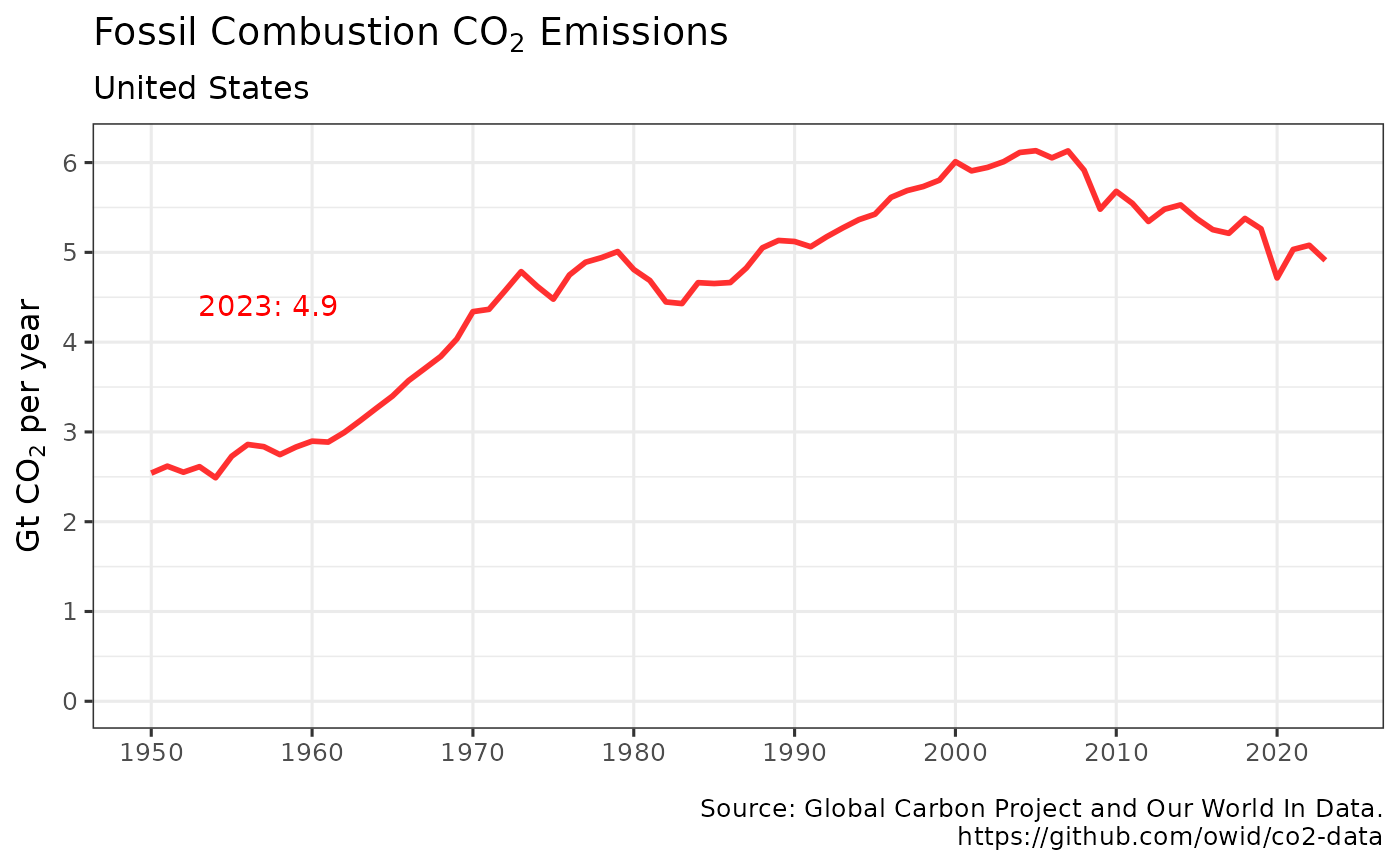 Fossil Combustion CO₂ Emissions
United States
Gt CO₂ per year
6
5
4
3
2
1
0
2023: 4.9
1950 1960 1970 1980 1990 2000 2010 2020
Source: Global Carbon Project and Our World In Data.
https://github.com/owid/co2-data